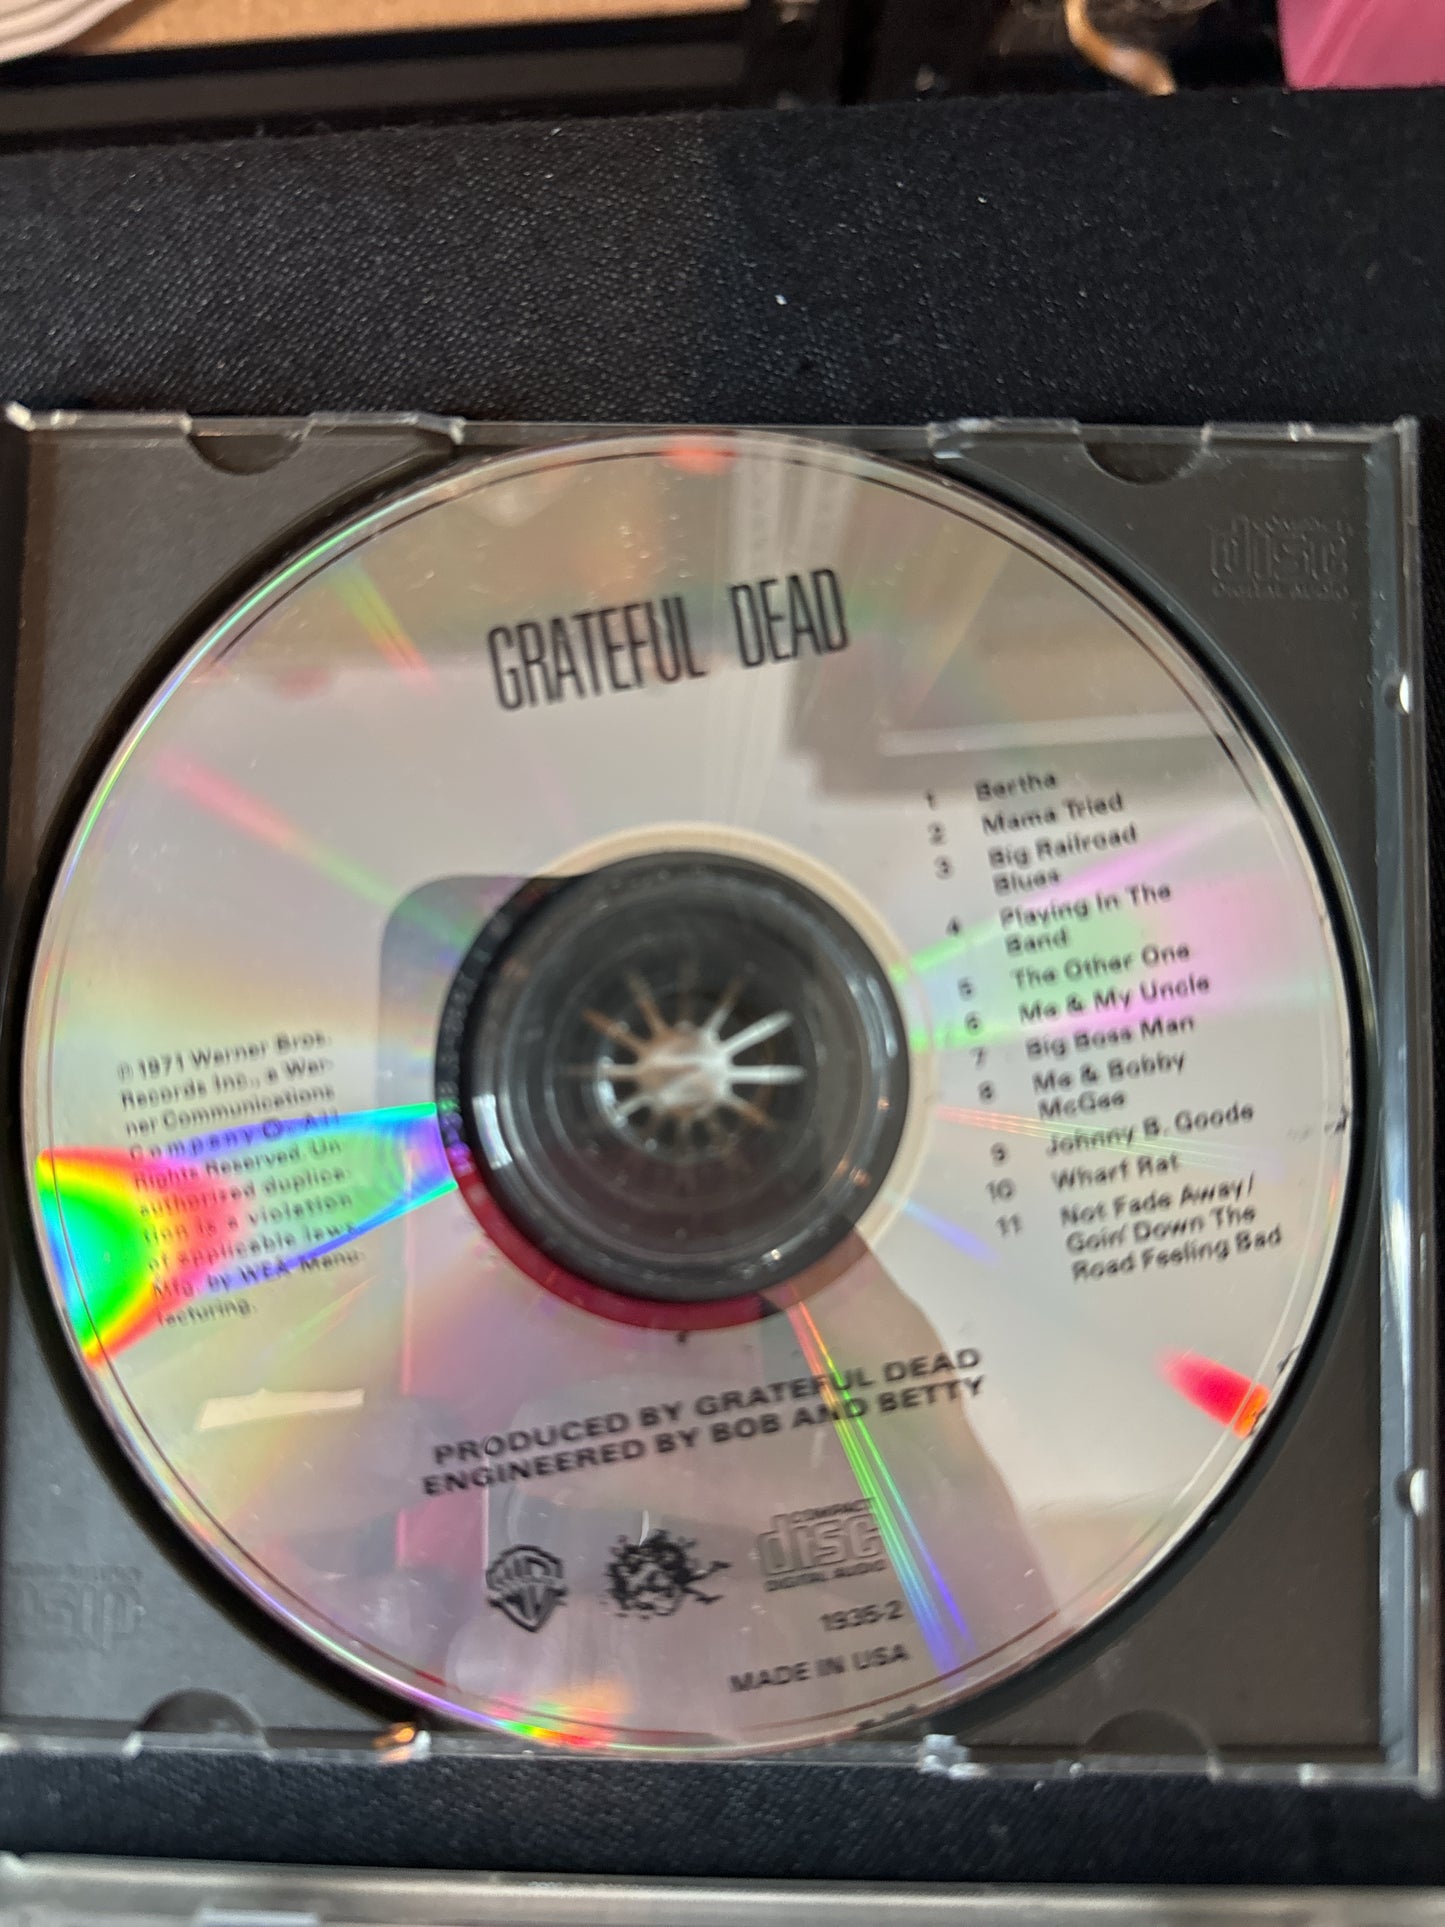 GRATEFUL DEAD
1 Bertha
2 Mama Tried
3 Big Railroad
Blues
4 Playing In The
Band
5 The Other One
6 Me & My Uncle
7 Big Boss Man
8 Me & Bobby
McGee
9 Johnny B. Goode
10 Wharf Rat
11 Not Fade Away/
Goin' Down The
Road Feeling Bad
℗ 1971 Warner Bros.
Records Inc., a War-
ner Communications
Company O. All
Rights Reserved. Un-
authorized duplica-
tion is a violation
of applicable laws.
Mfg. by WEA Manu-
facturing.
PRODUCED BY GRATEFUL DEAD
ENGINEERED BY BOB AND BETTY
COMPACT
disc
DIGITAL AUDIO
1935-2
MADE IN USA
COMPACT
disc
DIGITAL AUDIO